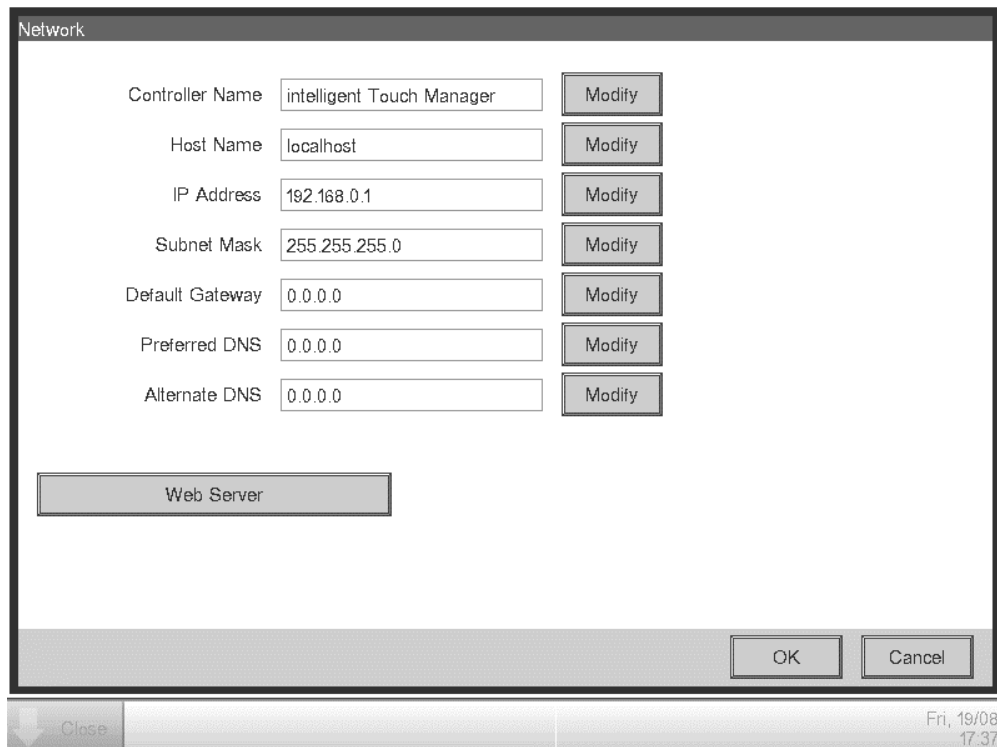 Network
Controller Name intelligent Touch Manager Modify
Host Name localhost Modify
IP Address 192.168.0.1 Modify
Subnet Mask 255.255.255.0 Modify
Default Gateway 0.0.0.0 Modify
Preferred DNS 0.0.0.0 Modify
Alternate DNS 0.0.0.0 Modify
Web Server
OK Cancel
Close Fri, 19/08
17:37